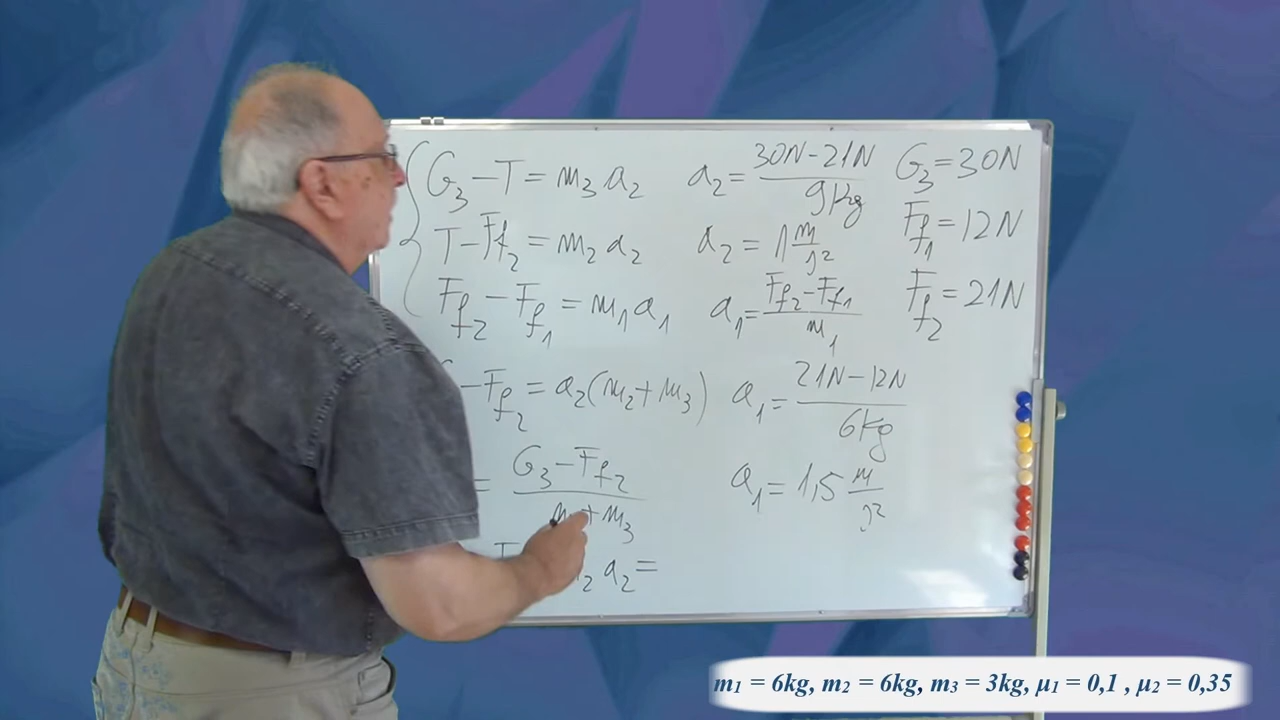 G₃ – T = m₃ a₂
T – Ff₂ = m₂ a₂
Ff₂ – Ff₁ = m₁ a₁
– Ff₂ = a₂(m₂ + m₃)
= G₃ – Ff₂ / m₂ + m₃
a₂ =
a₂ = 30N – 21N / 9kg
a₂ = 1 m/s²
a₁ = Ff₂ – Ff₁ / m₁
a₁ = 21N – 12N / 6kg
a₁ = 1,5 m/s²
G₃ = 30N
Ff₁ = 12N
Ff₂ = 21N
m₁ = 6kg, m₂ = 6kg, m₃ = 3kg, μ₁ = 0,1 , μ₂ = 0,35